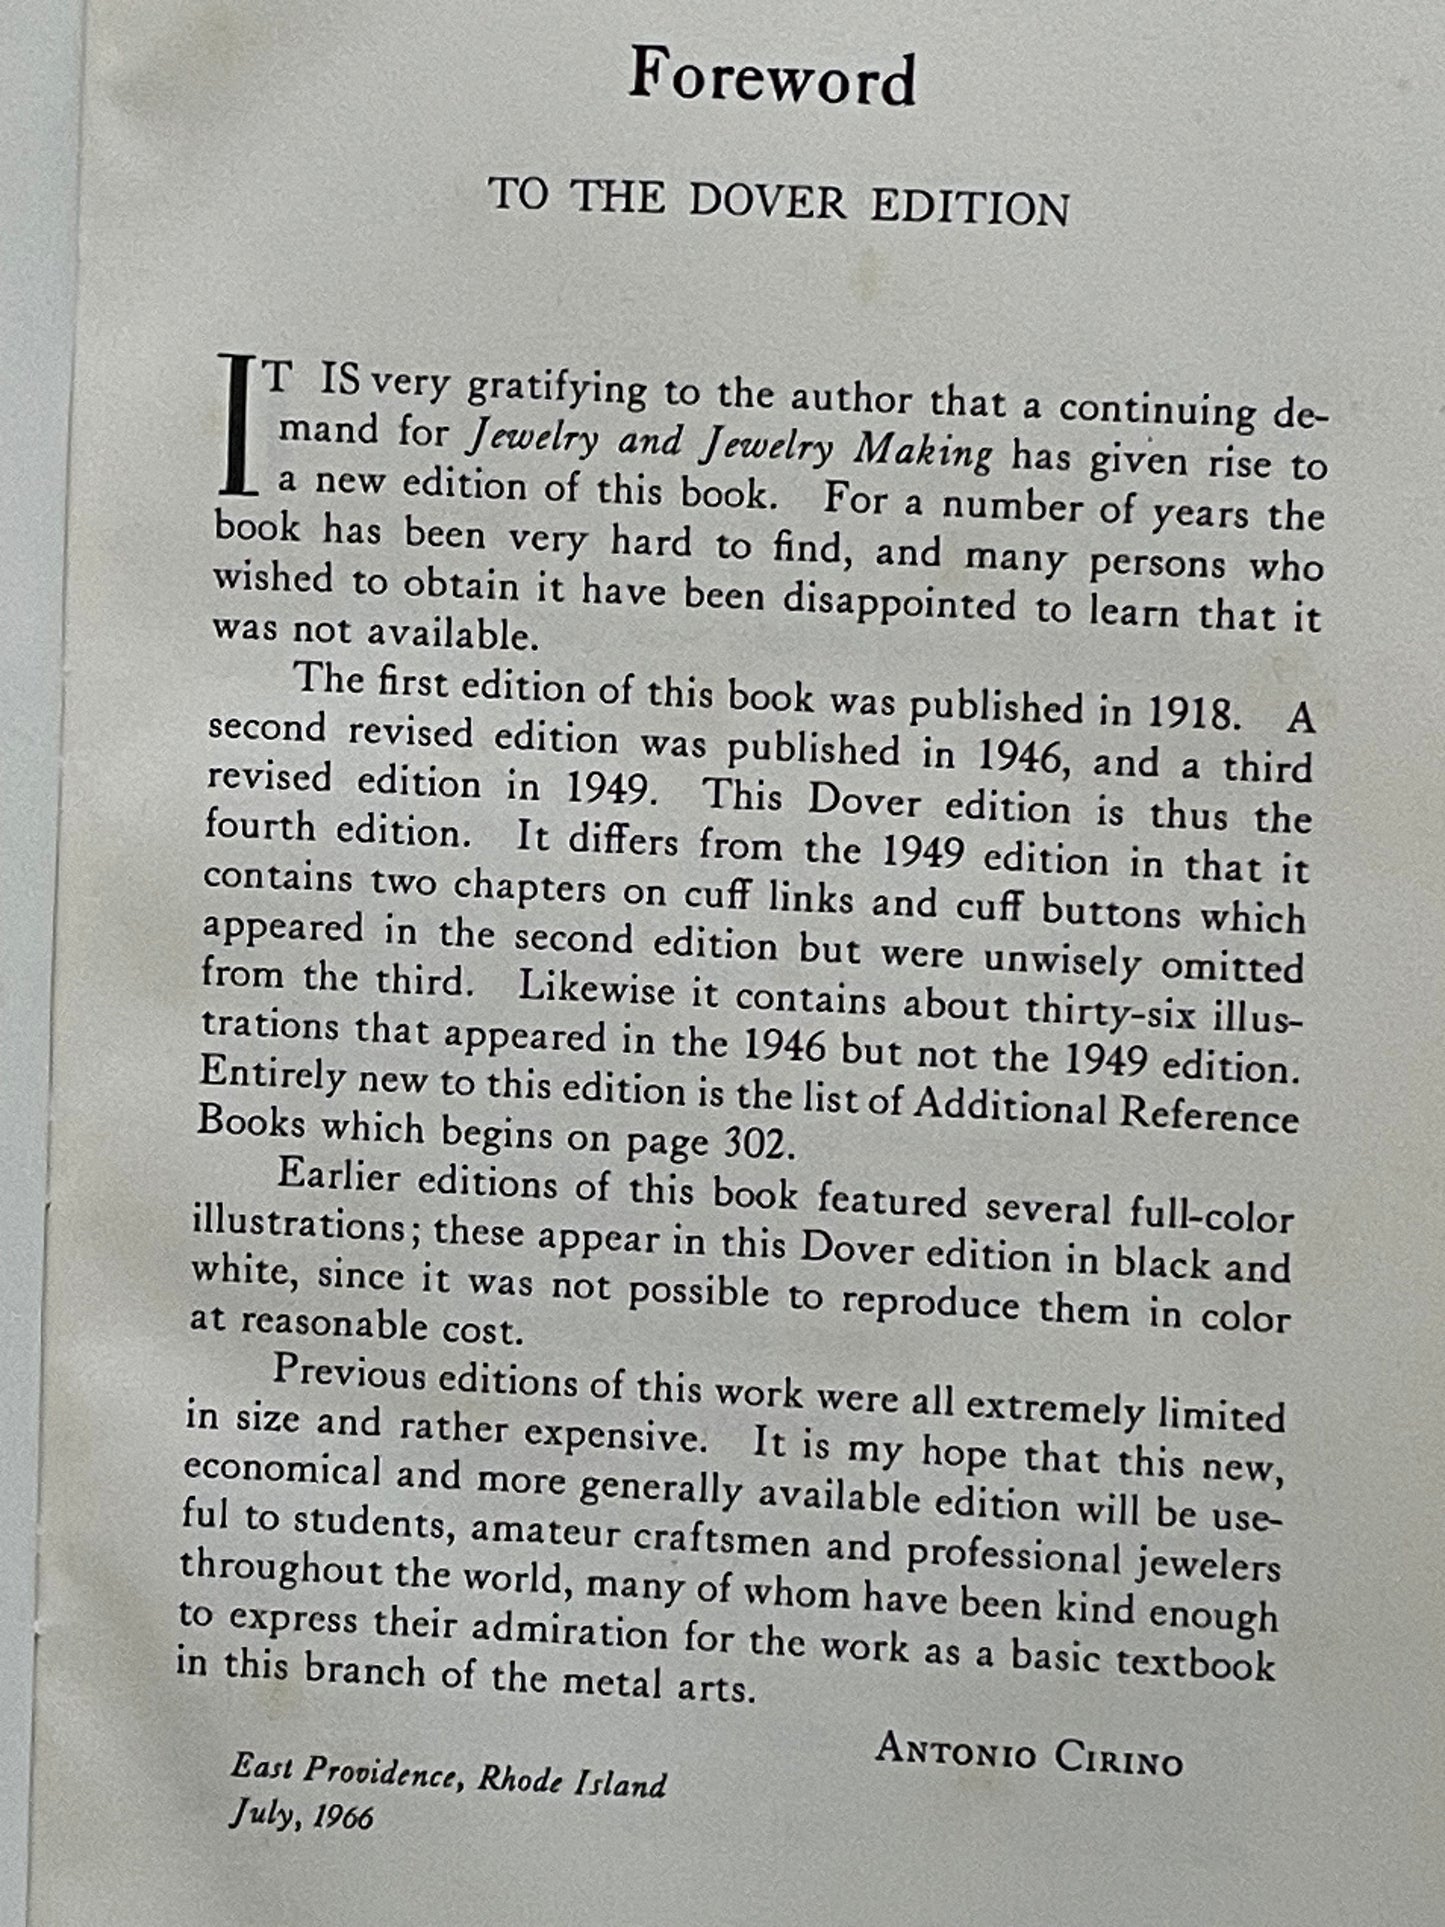 Foreword
TO THE DOVER EDITION
IT IS very gratifying to the author that a continuing de-
mand for Jewelry and Jewelry Making has given rise to
a new edition of this book. For a number of years the
book has been very hard to find, and many persons who
wished to obtain it have been disappointed to learn that it
was not available.
The first edition of this book was published in 1918. A
second revised edition was published in 1946, and a third
revised edition in 1949. This Dover edition is thus the
fourth edition. It differs from the 1949 edition in that it
contains two chapters on cuff links and cuff buttons which
appeared in the second edition but were unwisely omitted
from the third. Likewise it contains about thirty-six illus-
trations that appeared in the 1946 but not the 1949 edition.
Entirely new to this edition is the list of Additional Reference
Books which begins on page 302.
Earlier editions of this book featured several full-color
illustrations; these appear in this Dover edition in black and
white, since it was not possible to reproduce them in color
at reasonable cost.
Previous editions of this work were all extremely limited
in size and rather expensive. It is my hope that this new,
economical and more generally available edition will be use-
ful to students, amateur craftsmen and professional jewelers
throughout the world, many of whom have been kind enough
to express their admiration for the work as a basic textbook
in this branch of the metal arts.
ANTONIO CIRINO
East Providence, Rhode Island
July, 1966